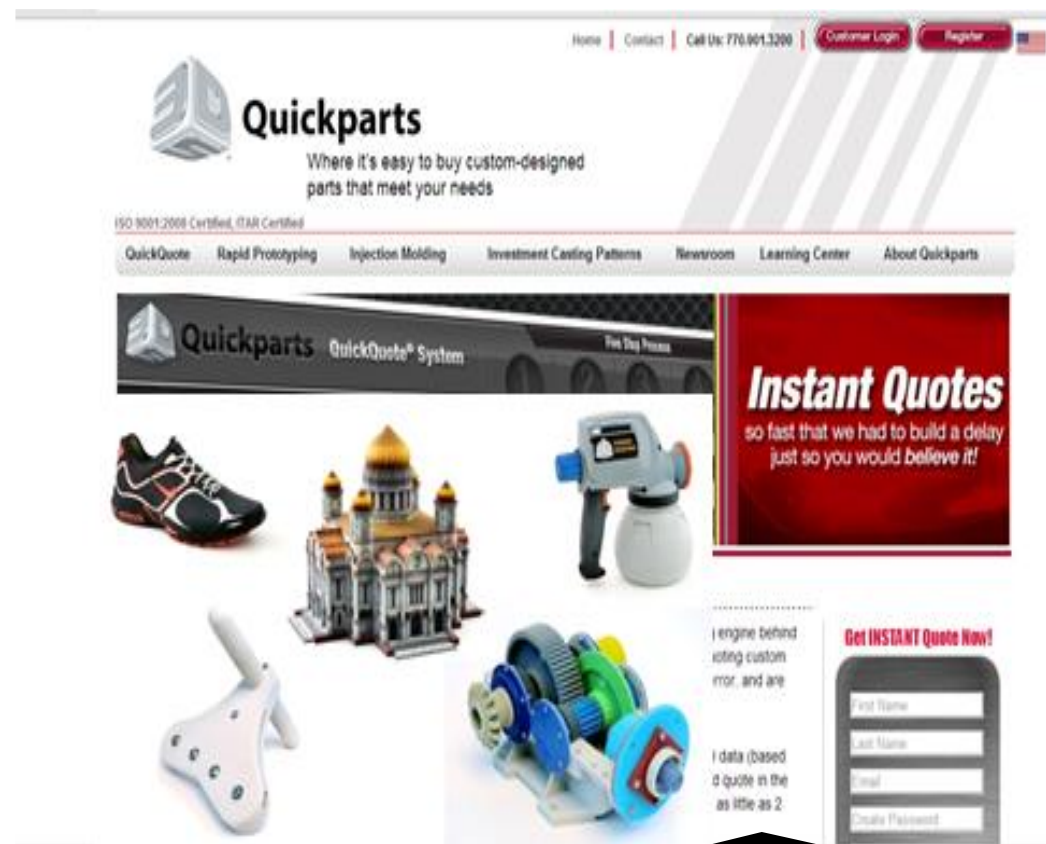 Home | Contact | Call Us: 770.901.3200 | Customer Login Register
Quickparts
Where it's easy to buy custom-designed
parts that meet your needs
ISO 9001:2008 Certified, ITAR Certified
QuickQuote Rapid Prototyping Injection Molding Investment Casting Patterns Newsroom Learning Center About Quickparts
Quickparts QuickQuote® System
Five Step Process
1 2 3 4
Instant Quotes
so fast that we had to build a delay
just so you would believe it!
engine behind
custom
and are
data (based
quote in the
as little as 2
Get INSTANT Quote Now!
First Name
Last Name
Email
Create Password